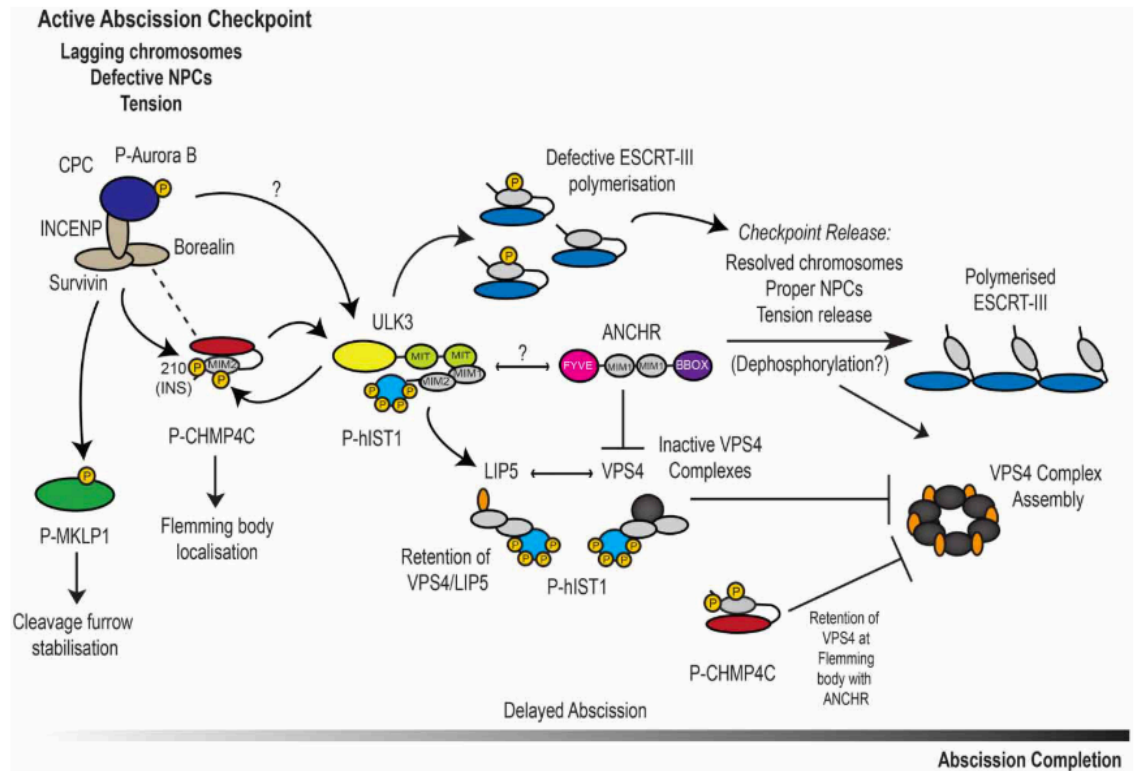 Active Abscission Checkpoint
Lagging chromosomes
Defective NPCs
Tension
CPC
P-Aurora B
P
INCENP
Borealin
Survivin
?
Defective ESCRT-III
polymerisation
P
P
Checkpoint Release:
Resolved chromosomes
Proper NPCs
Tension release
(Dephosphorylation?)
Polymerised
ESCRT-III
210
(INS)
P
MIM2
P
P-CHMP4C
Flemming body
localisation
P
P-MKLP1
Cleavage furrow
stabilisation
ULK3
MIT
MIT
MIM2
MIM1
P
P
P
P
P-hIST1
?
ANCHR
FYVE
MIM1
MIM1
BBOX
LIP5
VPS4
Inactive VPS4
Complexes
P
P
P
P
P
P
P
P
Retention of
VPS4/LIP5
P-hIST1
VPS4 Complex
Assembly
P
P
P-CHMP4C
Retention of
VPS4 at
Flemming
body with
ANCHR
Delayed Abscission
Abscission Completion